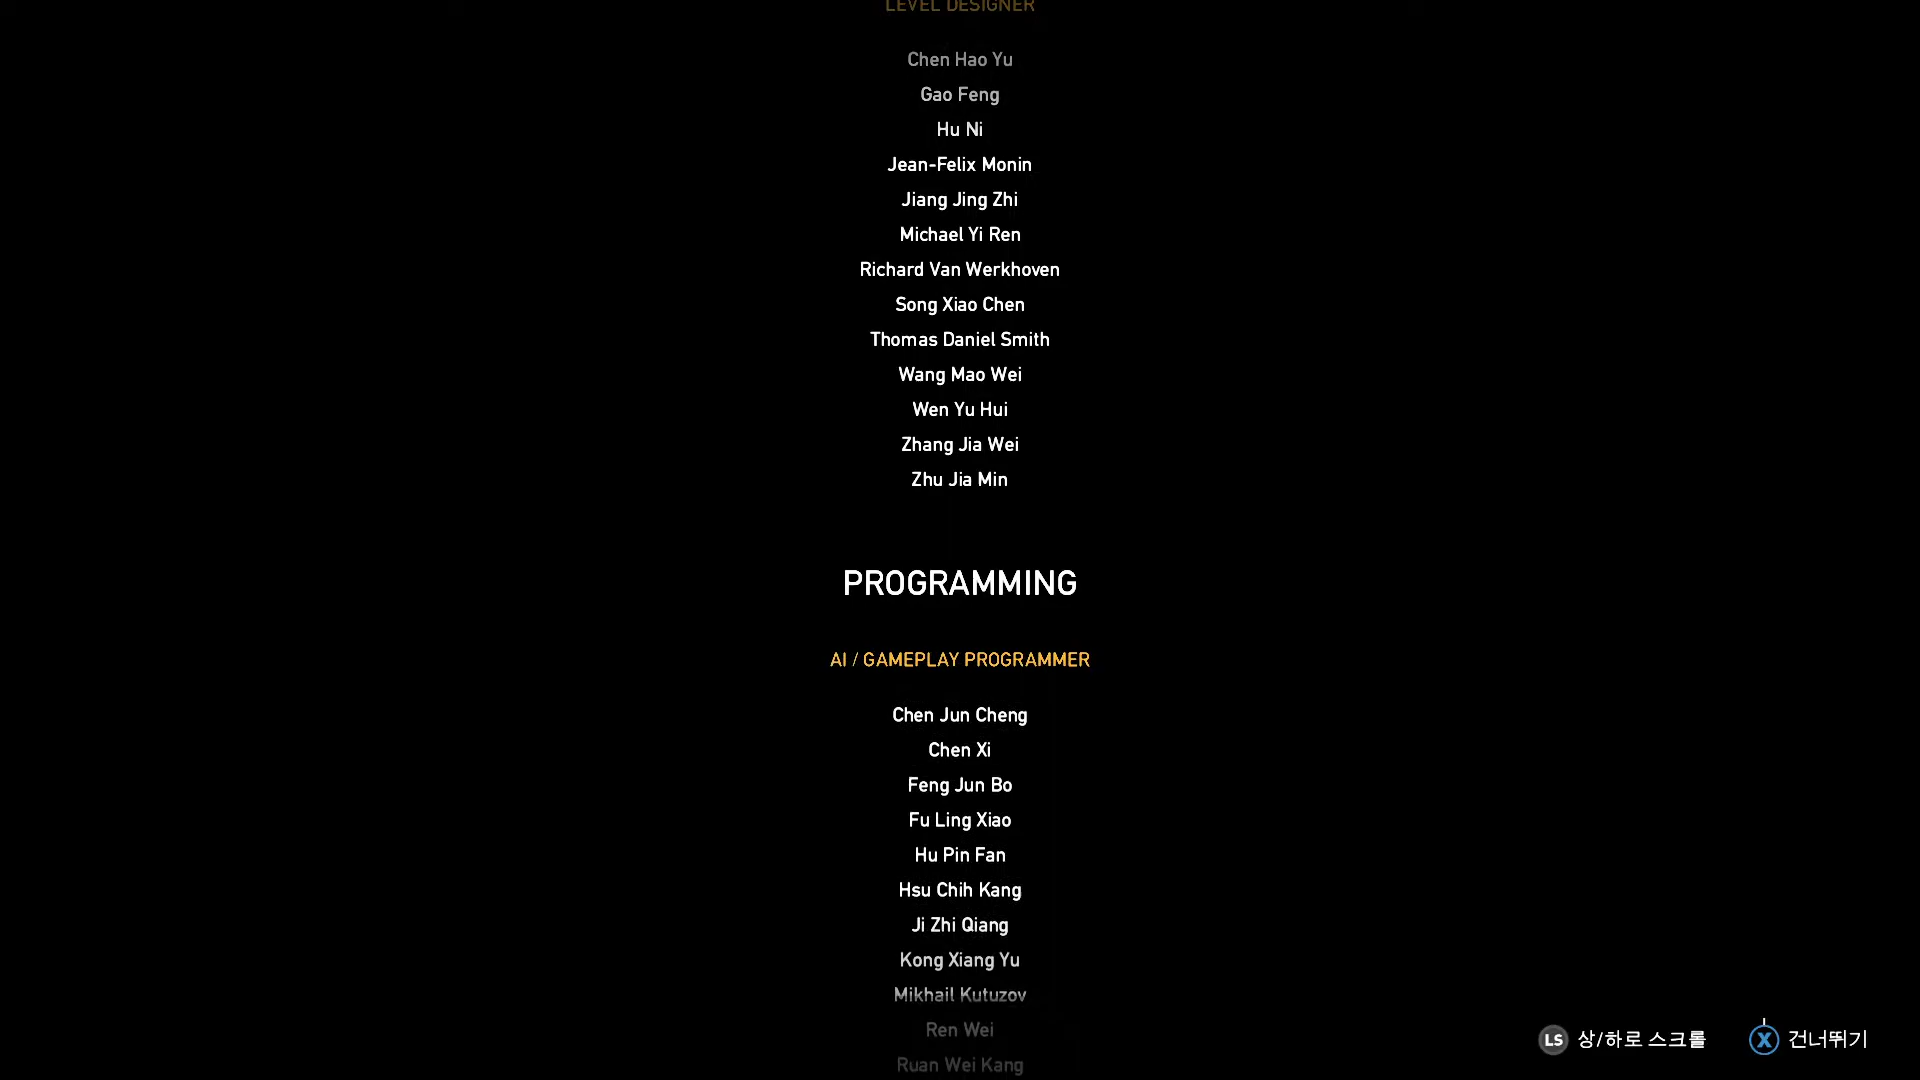 LEVEL DESIGNER
Chen Hao Yu
Gao Feng
Hu Ni
Jean-Felix Monin
Jiang Jing Zhi
Michael Yi Ren
Richard Van Werkhoven
Song Xiao Chen
Thomas Daniel Smith
Wang Mao Wei
Wen Yu Hui
Zhang Jia Wei
Zhu Jia Min
PROGRAMMING
AI / GAMEPLAY PROGRAMMER
Chen Jun Cheng
Chen Xi
Feng Jun Bo
Fu Ling Xiao
Hu Pin Fan
Hsu Chih Kang
Ji Zhi Qiang
Kong Xiang Yu
Mikhail Kutuzov
Ren Wei
Ruan Wei Kang
LS 상/하로 스크롤 X 건너뛰기